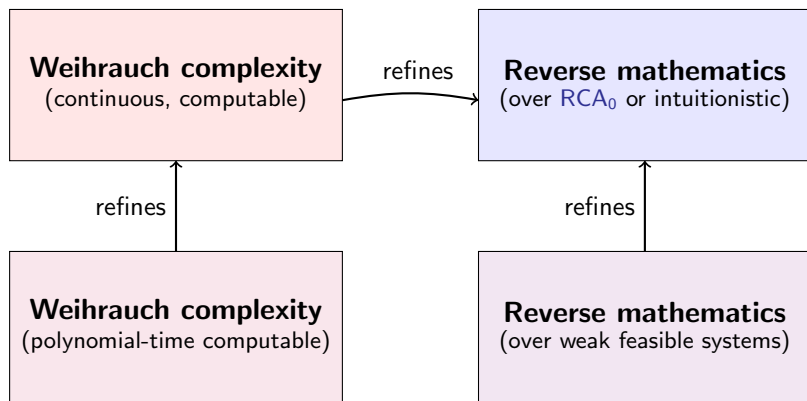 Weihrauch complexity
(continuous, computable)
refines
Reverse mathematics
(over RCA₀ or intuitionistic)
refines
refines
Weihrauch complexity
(polynomial-time computable)
Reverse mathematics
(over weak feasible systems)